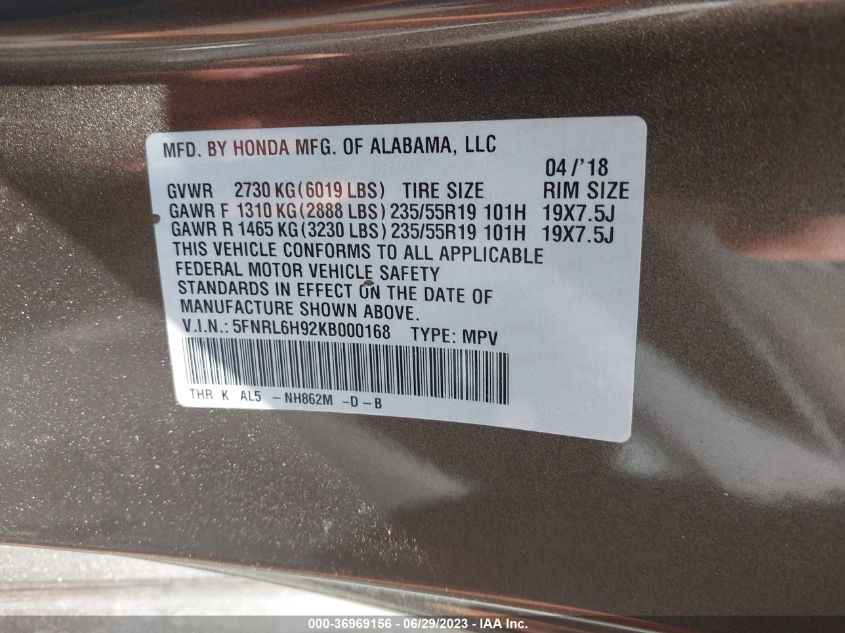 MFD. BY HONDA MFG. OF ALABAMA, LLC
04/'18
GVWR 2730 KG(6019 LBS) TIRE SIZE RIM SIZE
GAWR F 1310 KG(2888 LBS) 235/55R19 101H 19X7.5J
GAWR R 1465 KG(3230 LBS) 235/55R19 101H 19X7.5J
THIS VEHICLE CONFORMS TO ALL APPLICABLE
FEDERAL MOTOR VEHICLE SAFETY
STANDARDS IN EFFECT ON THE DATE OF
MANUFACTURE SHOWN ABOVE.
V.I.N.: 5FNRL6H92KB000168 TYPE: MPV
THR K AL5 -NH862M -D-B
000-36969156 - 06/29/2023 - IAA Inc.